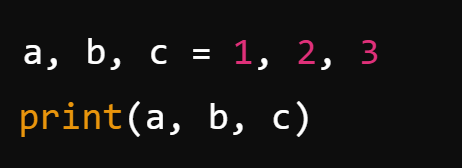 a, b, c = 1, 2, 3
print(a, b, c)